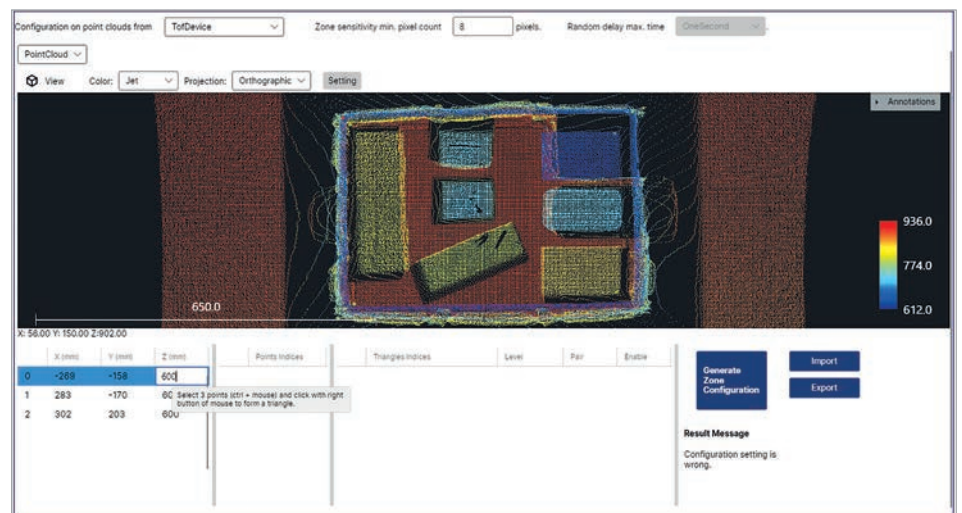 Configuration on point clouds from TofDevice Zone sensitivity min. pixel count 8 pixels. Random delay max. time OneSecond
PointCloud
View Color: Jet Projection: Orthographic Setting
Annotations
936.0
774.0
612.0
650.0
X: 56.00 Y: 150.00 Z:902.00
X (mm) Y (mm) Z (mm) Points Indices Triangles Indices Level Pair Enable
0 -269 -158 600
1 283 -170 60
2 302 203 600
Select 3 points (ctrl + mouse) and click with right
button of mouse to form a triangle.
Generate
Zone
Configuration
Import
Export
Result Message
Configuration setting is
wrong.